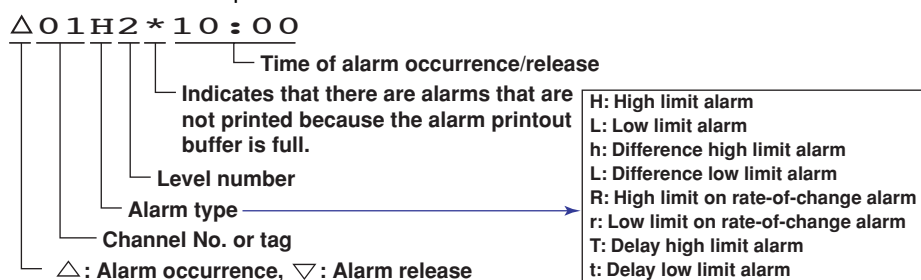 △01H2*10:00
Time of alarm occurrence/release
Indicates that there are alarms that are
not printed because the alarm printout
buffer is full.
Level number
Alarm type
Channel No. or tag
△: Alarm occurrence, ▽: Alarm release
H: High limit alarm
L: Low limit alarm
h: Difference high limit alarm
L: Difference low limit alarm
R: High limit on rate-of-change alarm
r: Low limit on rate-of-change alarm
T: Delay high limit alarm
t: Delay low limit alarm